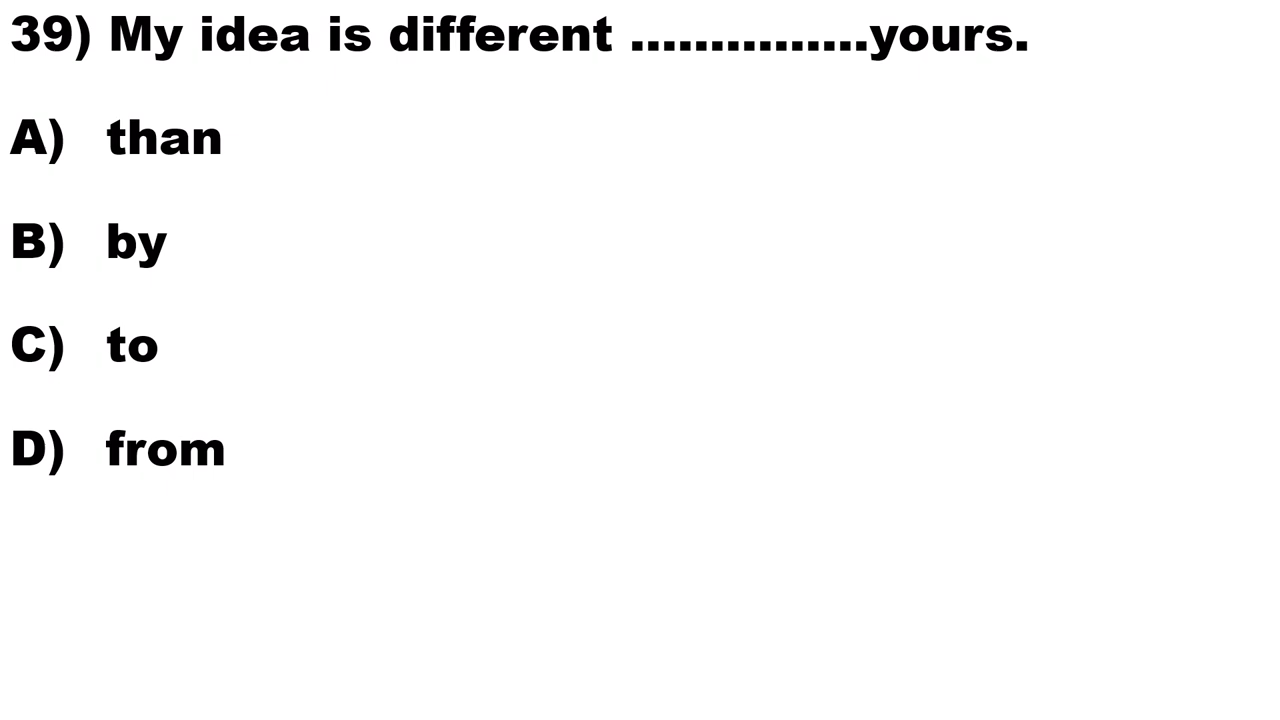 39) My idea is different ...............yours.
A) than
B) by
C) to
D) from